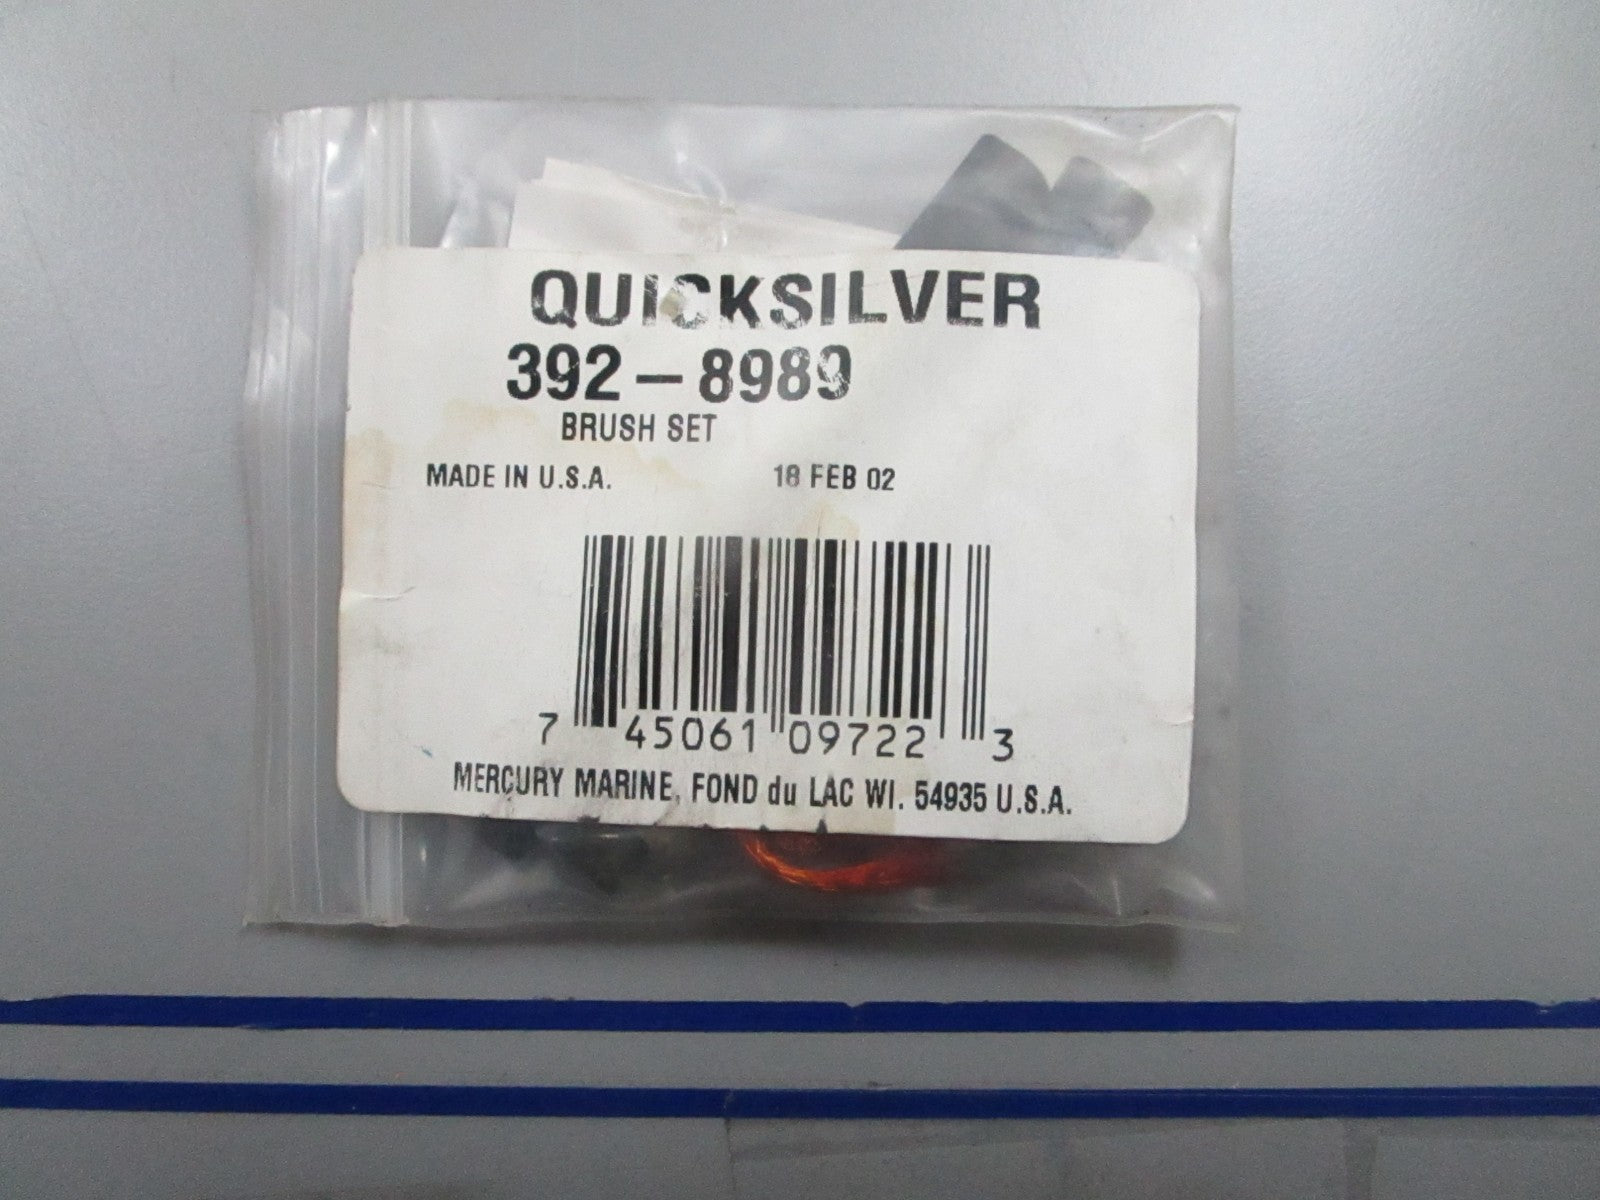 QUICKSILVER
392-8989
BRUSH SET
MADE IN U.S.A. 18 FEB 02
7 45061 09722 3
MERCURY MARINE, FOND du LAC WI. 54935 U.S.A.